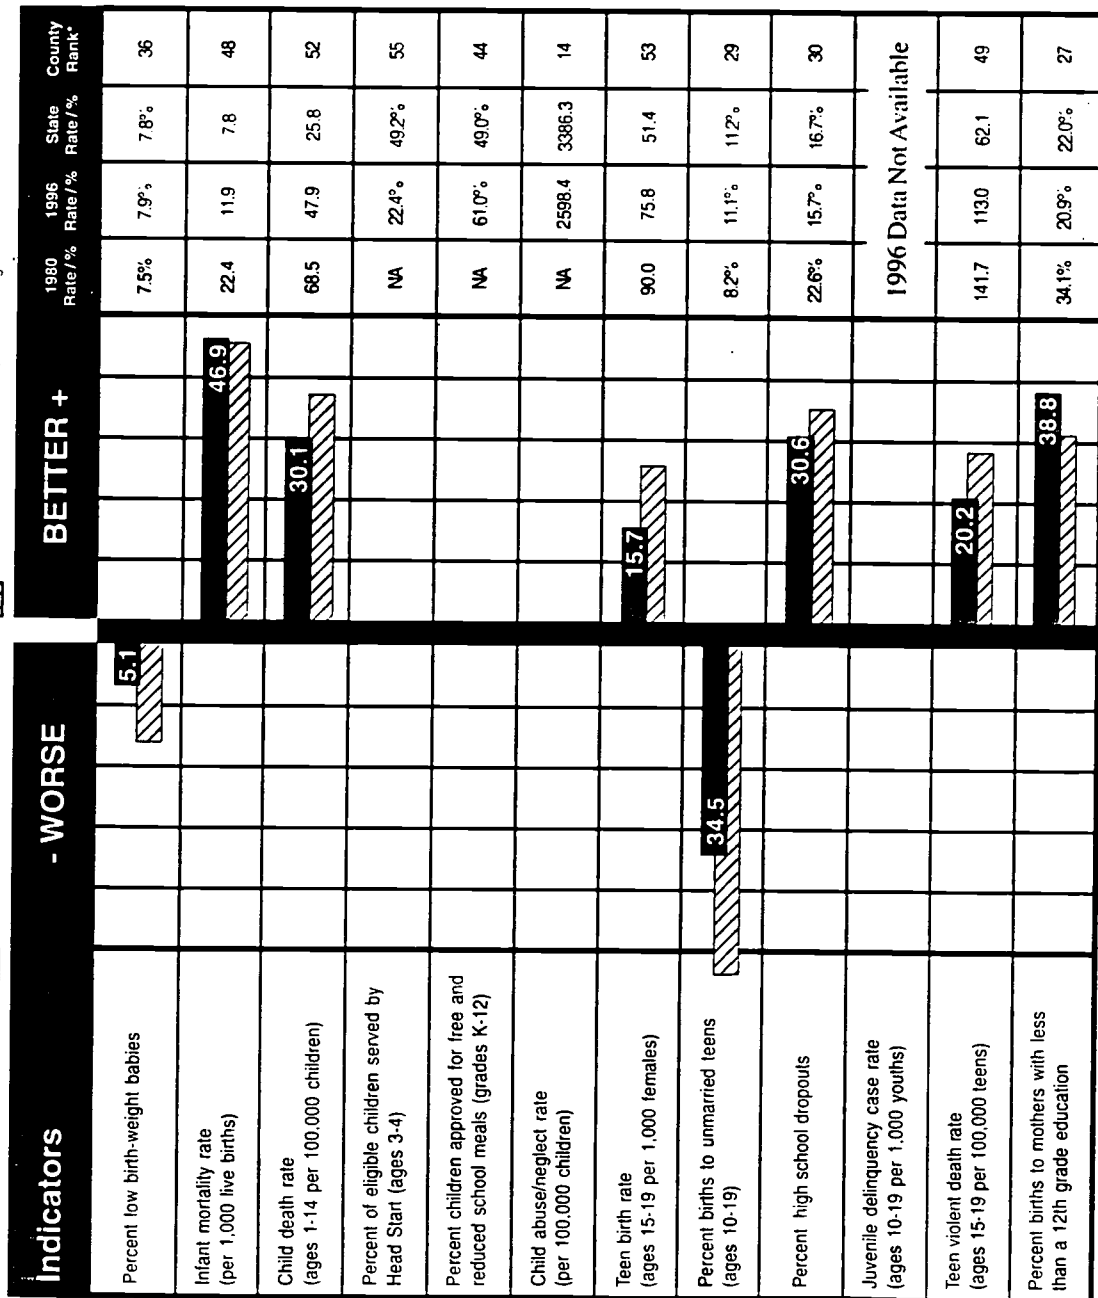 Indicators - WORSE BETTER + 1980 Rate / % 1996 Rate / % State Rate / % County Rank*
Percent low birth-weight babies 5.1 7.5% 7.9% 7.8% 36
Infant mortality rate
(per 1,000 live births) 46.9 22.4 11.9 7.8 48
Child death rate
(ages 1-14 per 100,000 children) 30.1 68.5 47.9 25.8 52
Percent of eligible children served by
Head Start (ages 3-4) NA 22.4% 49.2% 55
Percent children approved for free and
reduced school meals (grades K-12) NA 61.0% 49.0% 44
Child abuse/neglect rate
(per 100,000 children) NA 2598.4 3386.3 14
Teen birth rate
(ages 15-19 per 1,000 females) 15.7 90.0 75.8 51.4 53
Percent births to unmarried teens
(ages 10-19) 34.5 8.2% 11.1% 11.2% 29
Percent high school dropouts 30.6 22.6% 15.7% 16.7% 30
Juvenile delinquency case rate
(ages 10-19 per 1,000 youths) 1996 Data Not Available
Teen violent death rate
(ages 15-19 per 100,000 teens) 20.2 141.7 113.0 62.1 49
Percent births to mothers with less
than a 12th grade education 38.8 34.1% 20.9% 22.0% 27